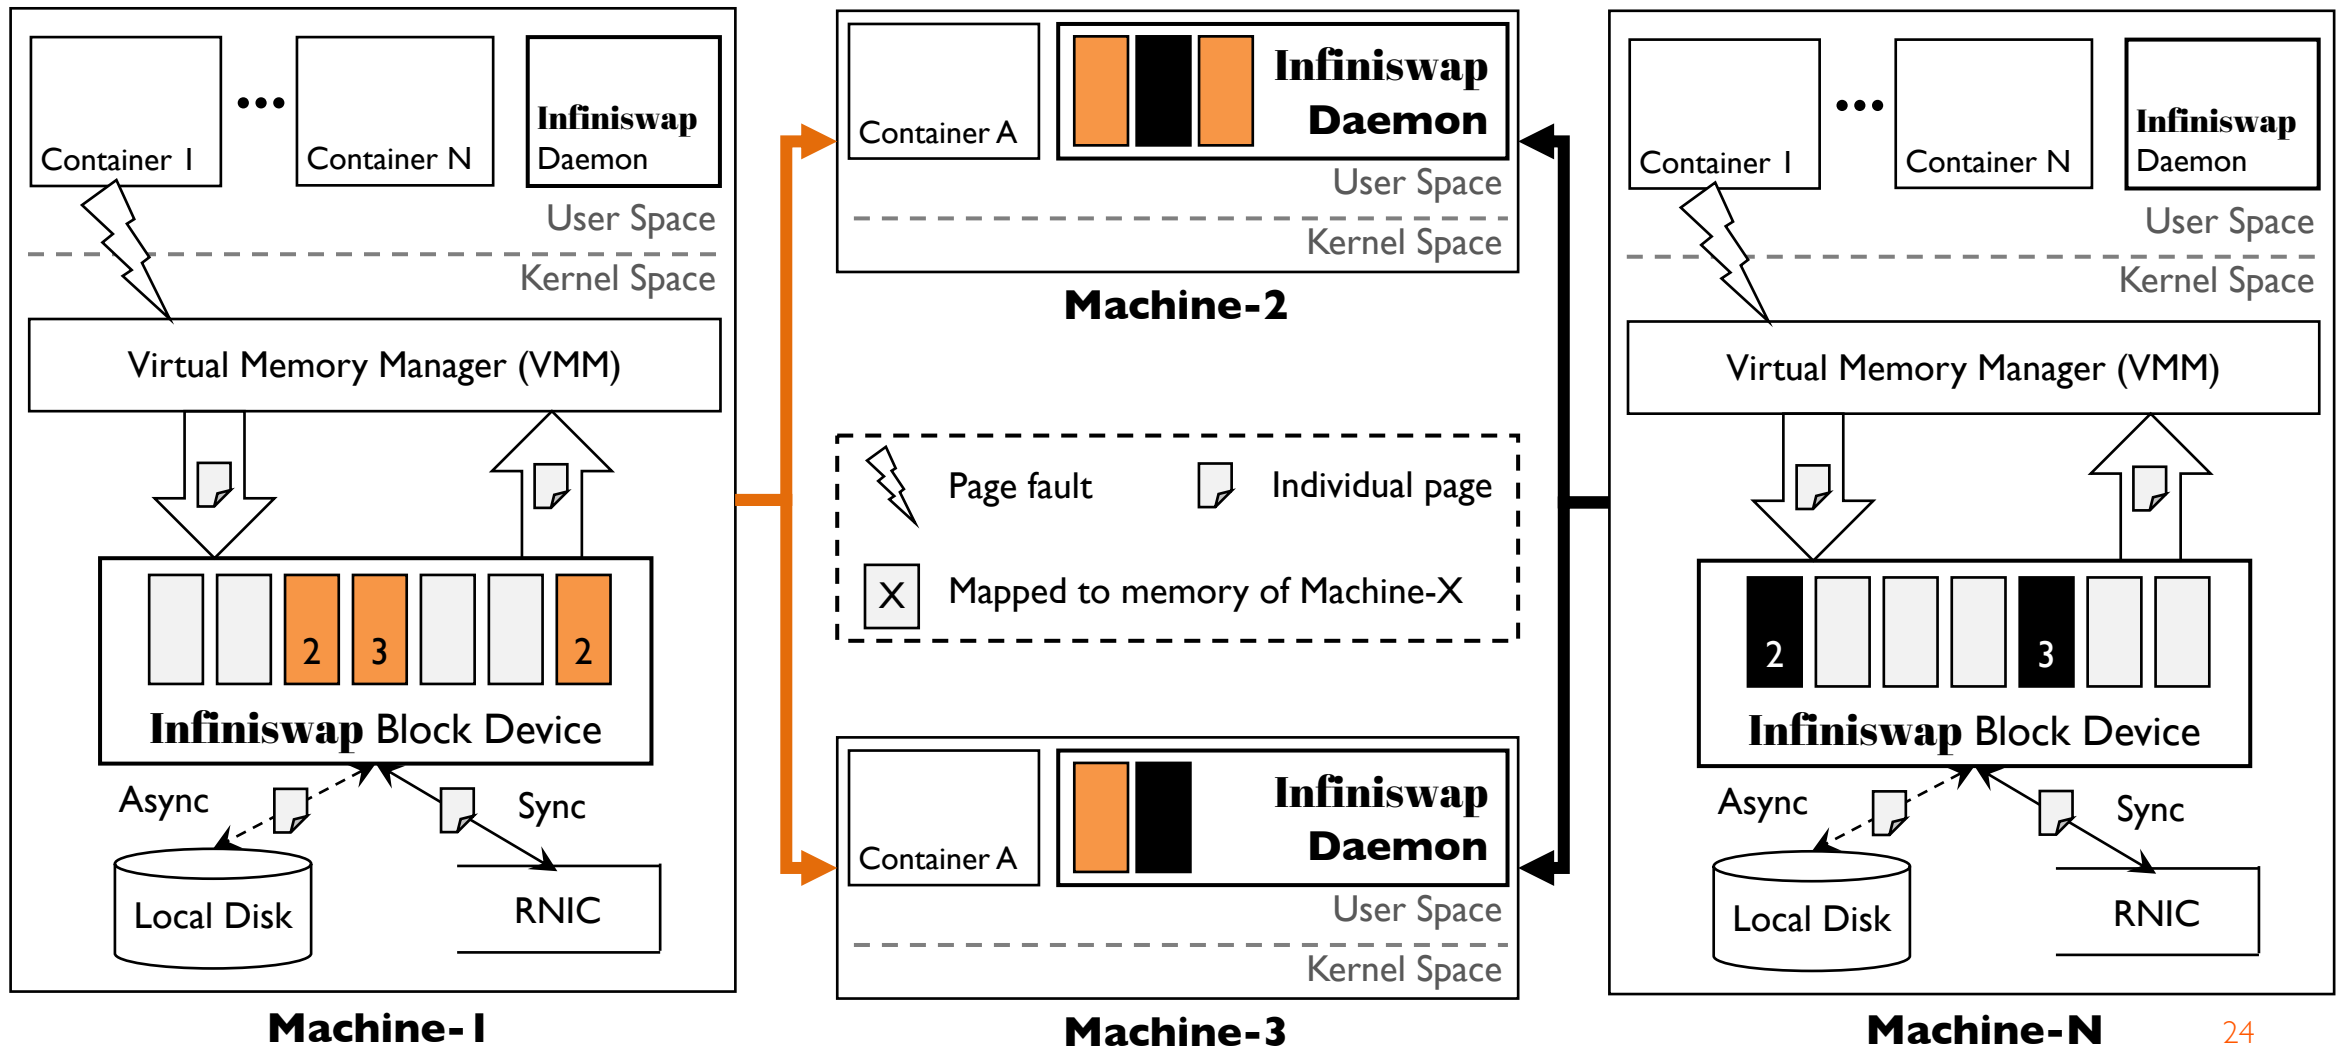 Container 1
Container N
Infiniswap
Daemon
User Space
Kernel Space
Virtual Memory Manager (VMM)
2
3
2
Infiniswap Block Device
Async
Sync
Local Disk
RNIC
Machine-1
Container A
Infiniswap
Daemon
User Space
Kernel Space
Machine-2
Page fault
Individual page
X
Mapped to memory of Machine-X
Container A
Infiniswap
Daemon
User Space
Kernel Space
Machine-3
Container 1
Container N
Infiniswap
Daemon
User Space
Kernel Space
Virtual Memory Manager (VMM)
2
3
Infiniswap Block Device
Async
Sync
Local Disk
RNIC
Machine-N
24